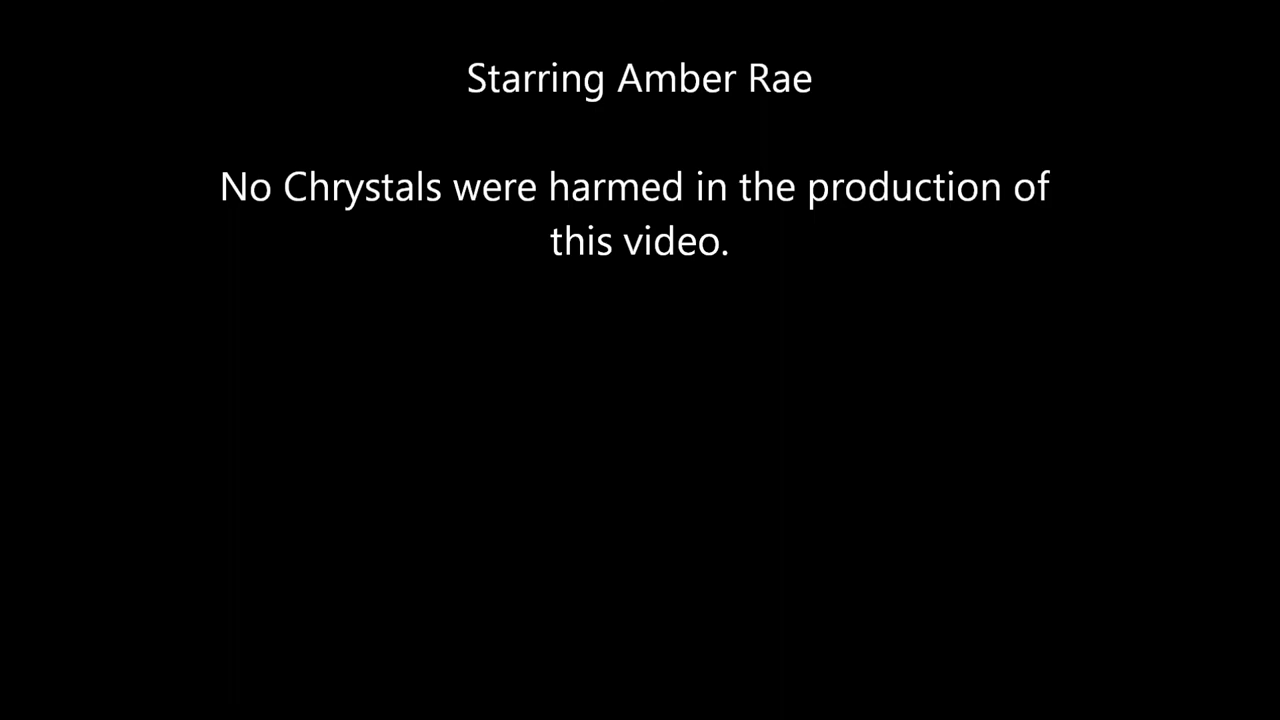 Starring Amber Rae
No Chrystals were harmed in the production of
this video.